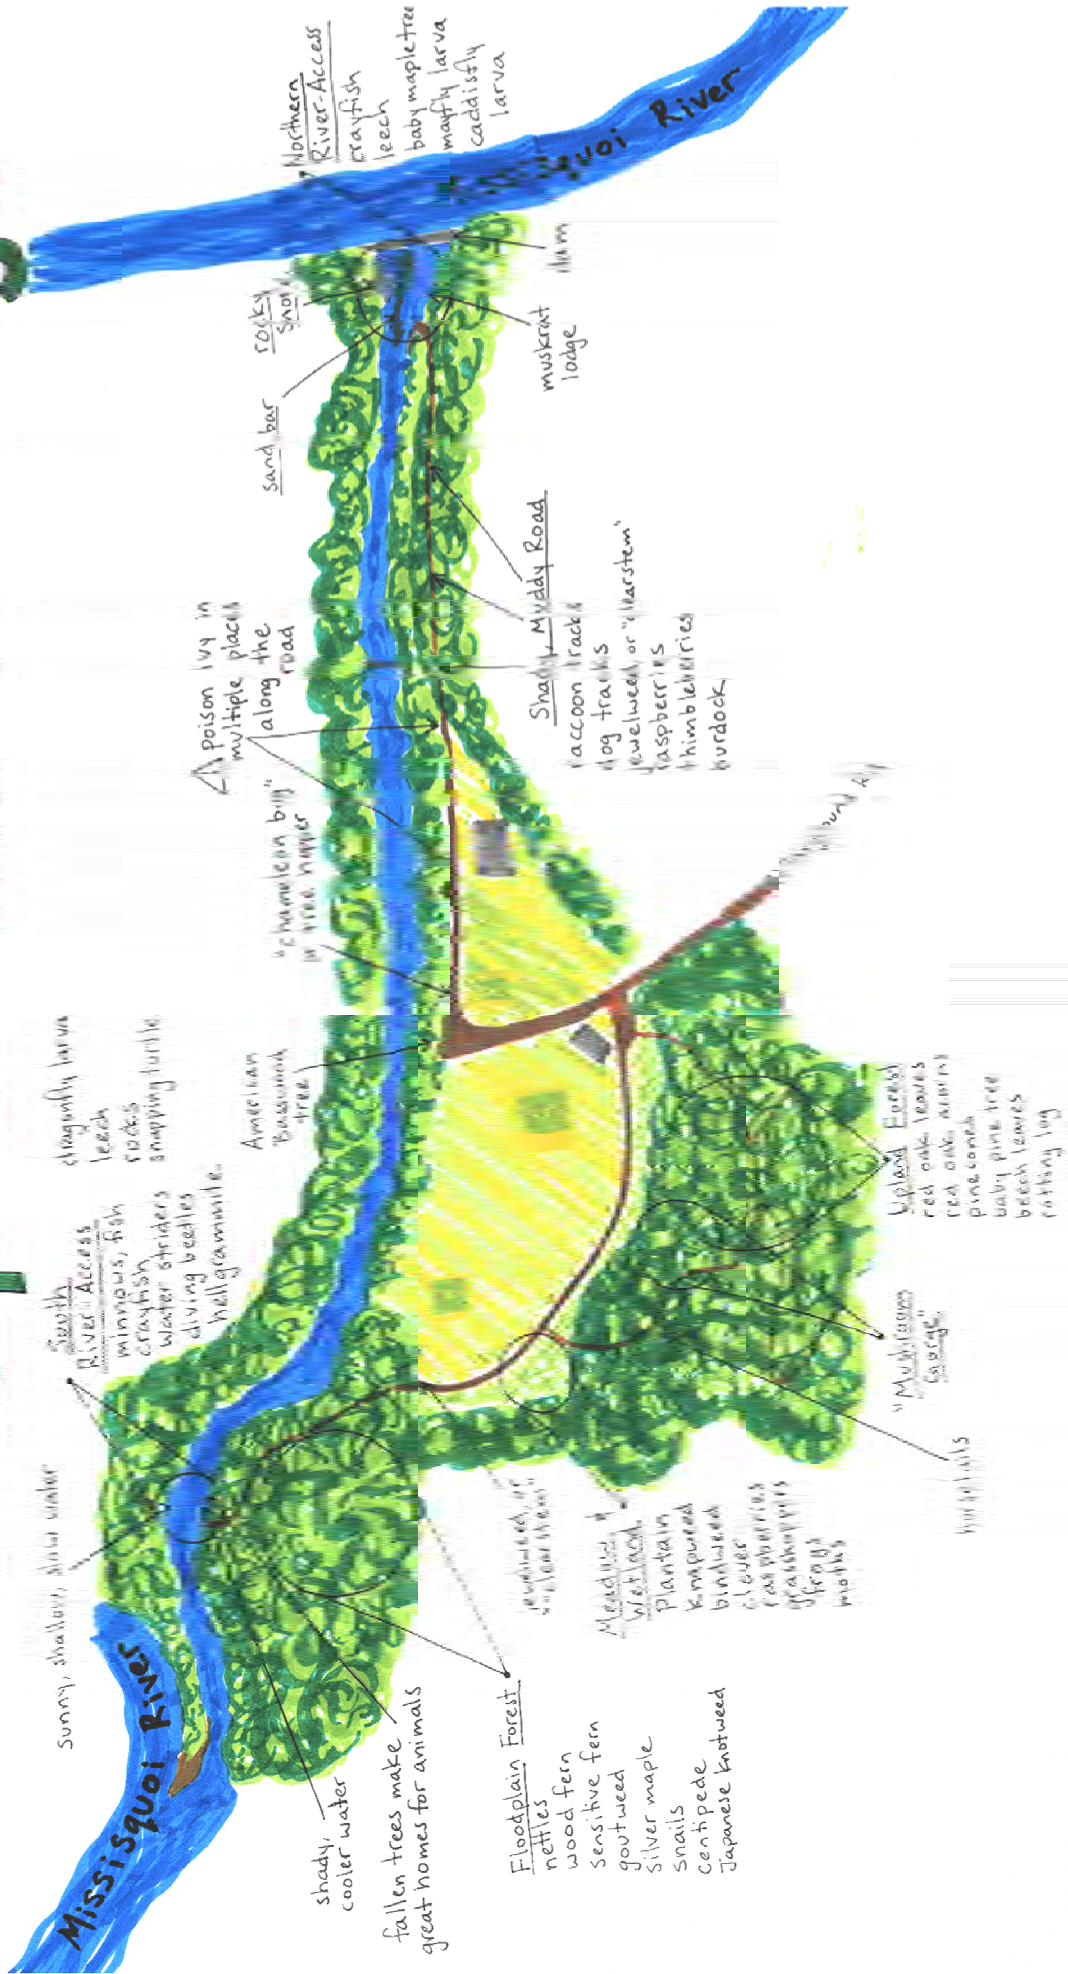 Missisquoi River
Sunny, shallow, slow water
South
River Access
minnows, fish
crayfish
water striders
diving beetles
hellgrammite
dragonfly larva
leech
rocks
snapping turtle
American
Basswood
tree
"chameleon bug"
tree hopper
poison ivy in
multiple places
along the
road
sand bar
rocky
Northern
River Access
crayfish
leech
baby maple tree
mayfly larva
caddisfly
larva
River
dam
muskrat
lodge
Shady, Muddy Road
raccoon tracks
dog tracks
jewelweed or "clearstem"
raspberries
thimbleberries
burdock
Upland Forest
red oak leaves
red oak acorns
pinecones
baby pine tree
beech leaves
rotting log
"Mushroom
Gorge"
jewelweed
"clearstem"
Meadow &
Wetland
plantain
knapweed
bindweed
clover
raspberries
grasshoppers
frogs
moths
Floodplain Forest
nettles
wood fern
sensitive fern
goutweed
silver maple
snails
centipede
Japanese knotweed
fallen trees make
great homes for animals
shady,
cooler water